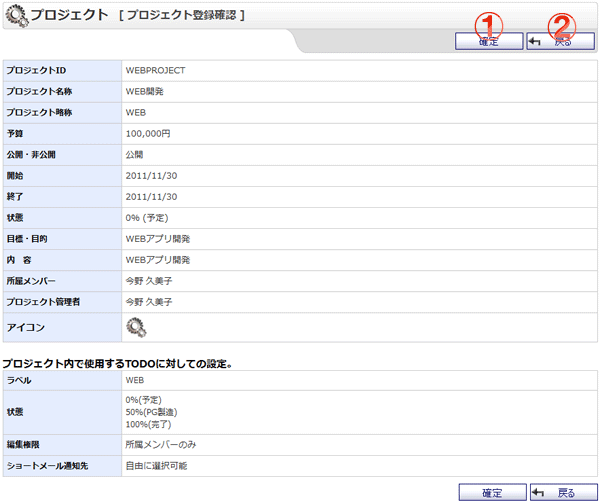 プロジェクト [ プロジェクト登録確認 ]
① ②
確定 戻る
プロジェクトID WEBPROJECT
プロジェクト名称 WEB開発
プロジェクト略称 WEB
予算 100,000円
公開・非公開 公開
開始 2011/11/30
終了 2011/11/30
状態 0% (予定)
目標・目的 WEBアプリ開発
内　容 WEBアプリ開発
所属メンバー 今野 久美子
プロジェクト管理者 今野 久美子
アイコン
プロジェクト内で使用するTODOに対しての設定。
ラベル WEB
状態 0%(予定)
50%(PG製造)
100%(完了)
編集権限 所属メンバーのみ
ショートメール通知先 自由に選択可能
確定 戻る